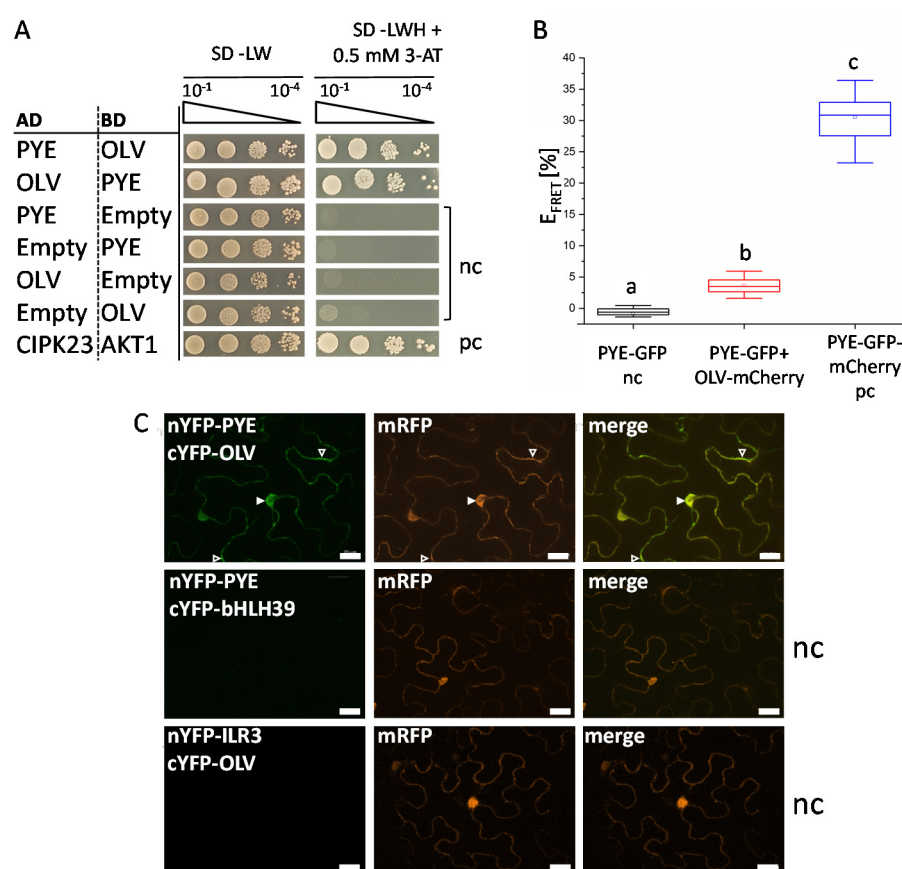 A
SD -LW
SD -LWH +
0.5 mM 3-AT
10-1 10-4 10-1 10-4
AD BD
PYE OLV
OLV PYE
PYE Empty
Empty PYE
OLV Empty
Empty OLV
nc
CIPK23 AKT1 pc
B
EFRET [%]
40
35
30
25
20
15
10
5
0
a
b
c
PYE-GFP
nc
PYE-GFP+
OLV-mCherry
PYE-GFP-
mCherry
pc
C
nYFP-PYE
cYFP-OLV
mRFP
merge
nYFP-PYE
cYFP-bHLH39
mRFP
merge
nc
nYFP-ILR3
cYFP-OLV
mRFP
merge
nc